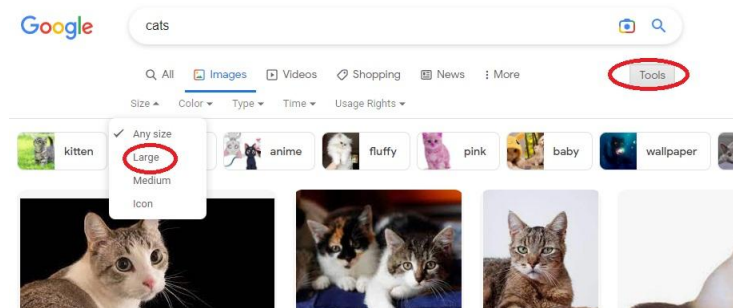 Google
cats
All Images Videos Shopping News More Tools
Size Color Type Time Usage Rights
Any size
Large
Medium
Icon
kitten anime fluffy pink baby wallpaper